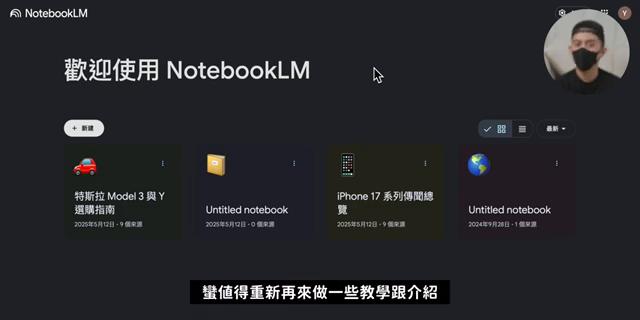 NotebookLM
Y
歡迎使用 NotebookLM
+ 新建
最新
特斯拉 Model 3 與 Y
選購指南
2025年5月12日・9 個來源
Untitled notebook
2025年5月12日・0 個來源
iPhone 17 系列傳聞總
覽
2025年5月12日・9 個來源
Untitled notebook
2024年9月28日・1 個來源
蠻值得重新再來做一些教學跟介紹